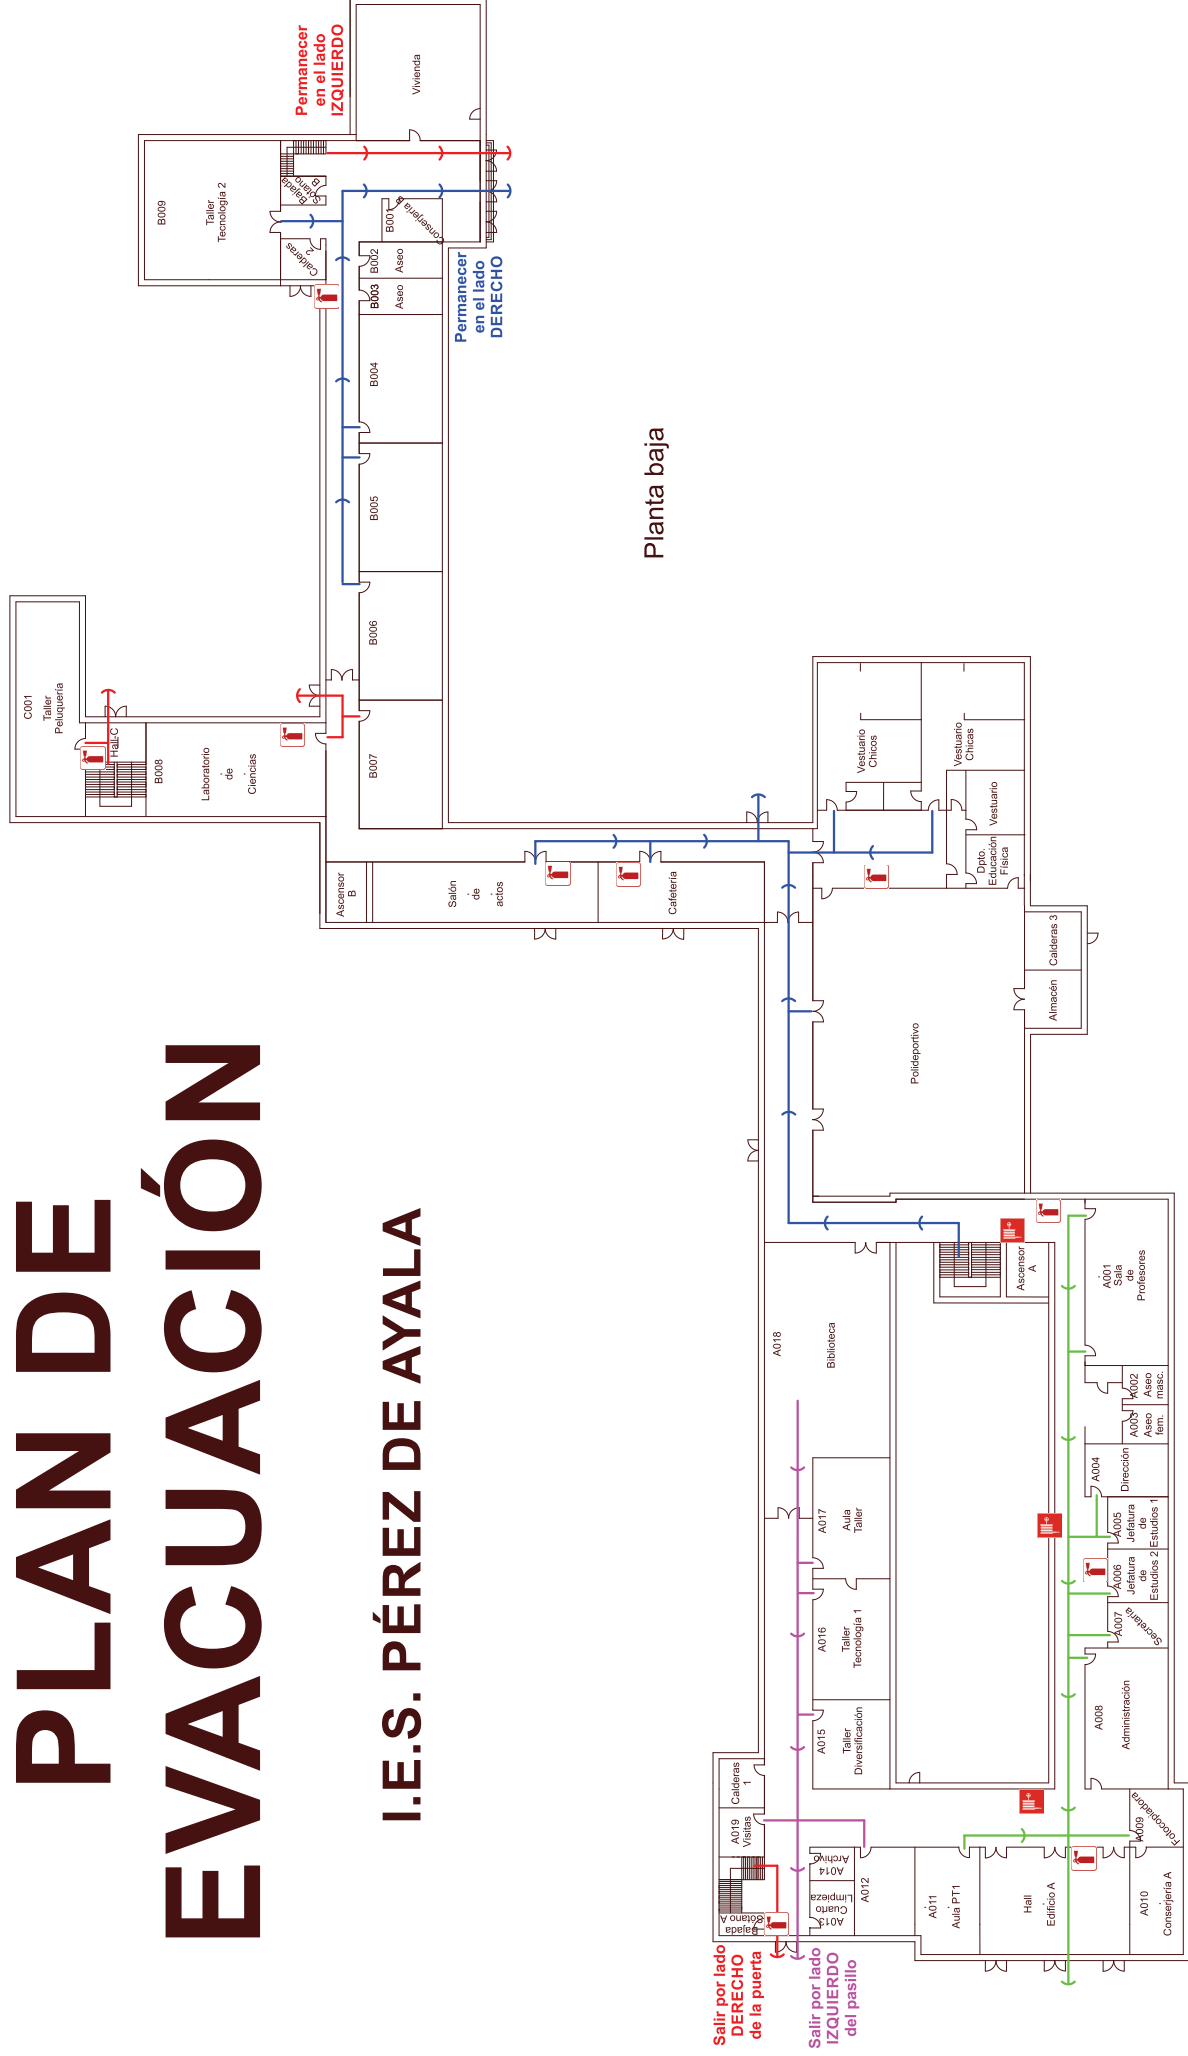 PLAN DE
EVACUACIÓN
I.E.S. PÉREZ DE AYALA
Planta baja
Permanecer
en el lado
IZQUIERDO
Permanecer
en el lado
DERECHO
Salir por lado
DERECHO
de la puerta
Salir por lado
IZQUIERDO
del pasillo
Vivienda
B009
Taller
Tecnología 2
Bajada
Sótano
B
Calderas
2
B001
Conserjería
B
B002
Aseo
B003
Aseo
B004
B005
B006
B007
C001
Taller
Peluquería
Hall-C
B008
Laboratorio
de
Ciencias
Ascensor
B
Salón
de
actos
Cafetería
Vestuario
Chicos
Vestuario
Chicas
Vestuario
Dpto.
Educación
Física
Calderas 3
Almacén
Polideportivo
Ascensor
A
A018
Biblioteca
A017
Aula
Taller
A016
Taller
Tecnología 1
A015
Taller
Diversificación
Calderas
1
A019
Visitas
Bajada
Sótano A
A014
Archivo
A013
Cuarto
Limpieza
A012
A011
Aula PT1
Hall
Edificio A
A010
Conserjería A
A009
Fotocopiadora
A008
Administración
A007
Secretaría
A006
Jefatura
de
Estudios 2
A005
Jefatura
de
Estudios 1
A004
Dirección
A003
Aseo
fem.
A002
Aseo
masc.
A001
Sala
de
Profesores